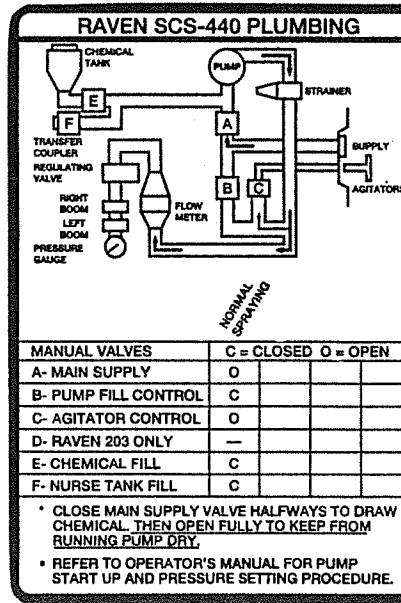 RAVEN SCS-440 PLUMBING
CHEMICAL
TANK
PUMP
E
STRAINER
F
A
TRANSFER
COUPLER
SUPPLY
REGULATING
VALVE
B
C
AGITATORS
RIGHT
BOOM
FLOW
METER
LEFT
BOOM
PRESSURE
GAUGE
NORMAL
SPRAYING
MANUAL VALVES C = CLOSED O = OPEN
A- MAIN SUPPLY O
B- PUMP FILL CONTROL C
C- AGITATOR CONTROL O
D- RAVEN 203 ONLY —
E- CHEMICAL FILL C
F- NURSE TANK FILL C
* CLOSE MAIN SUPPLY VALVE HALFWAYS TO DRAW
CHEMICAL. THEN OPEN FULLY TO KEEP FROM
RUNNING PUMP DRY.
* REFER TO OPERATOR'S MANUAL FOR PUMP
START UP AND PRESSURE SETTING PROCEDURE.